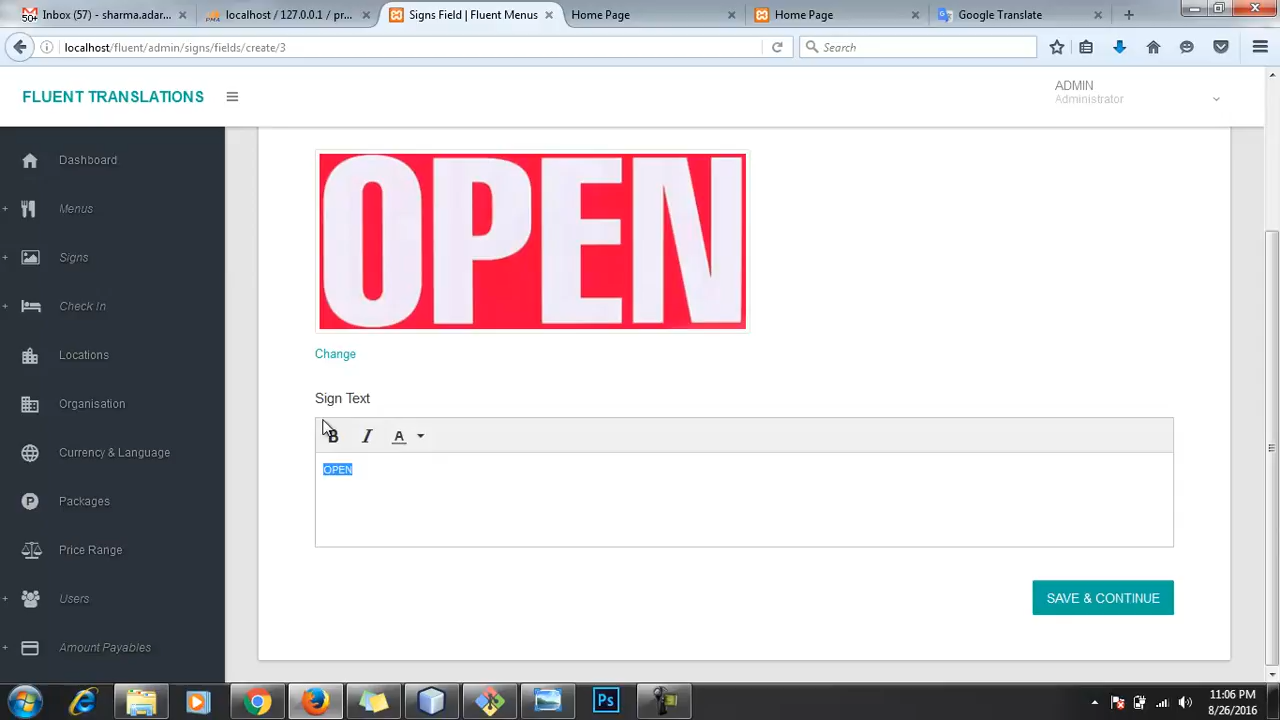 Inbox (57) - sharma.adar...
localhost / 127.0.0.1 / pr...
Signs Field | Fluent Menus
Home Page
Home Page
Google Translate
localhost/fluent/admin/signs/fields/create/3
Search
FLUENT TRANSLATIONS
ADMIN
Administrator
Dashboard
Menus
Signs
Check In
Locations
Organisation
Currency & Language
Packages
Price Range
Users
Amount Payables
OPEN
Change
Sign Text
B I A
OPEN
SAVE & CONTINUE
Ps
11:06 PM
8/26/2016